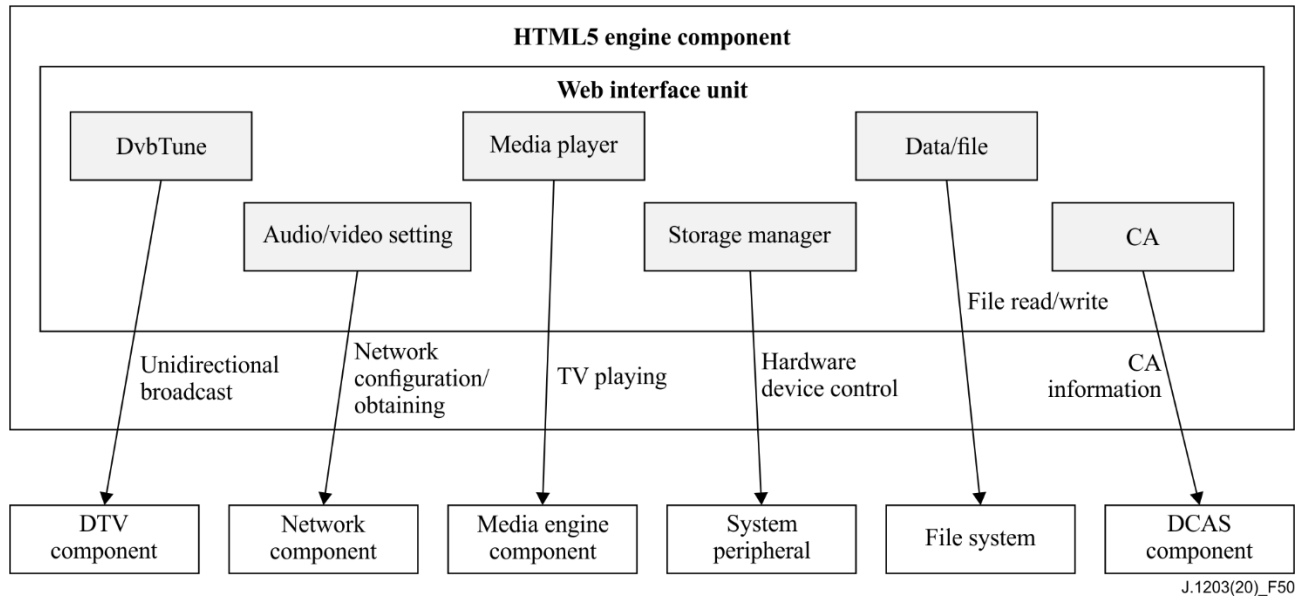 HTML5 engine component
Web interface unit
DvbTune
Media player
Data/file
Audio/video setting
Storage manager
CA
File read/write
Unidirectional
broadcast
Network
configuration/
obtaining
TV playing
Hardware
device control
CA
information
DTV
component
Network
component
Media engine
component
System
peripheral
File system
DCAS
component
J.1203(20)_F50